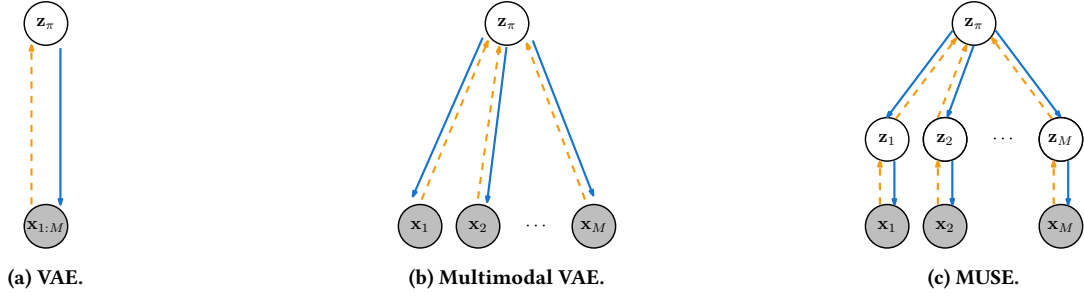 z_π z_π z_π
z_1 z_2 ··· z_M
x_{1:M} x_1 x_2 ··· x_M x_1 x_2 x_M
(a) VAE. (b) Multimodal VAE. (c) MUSE.